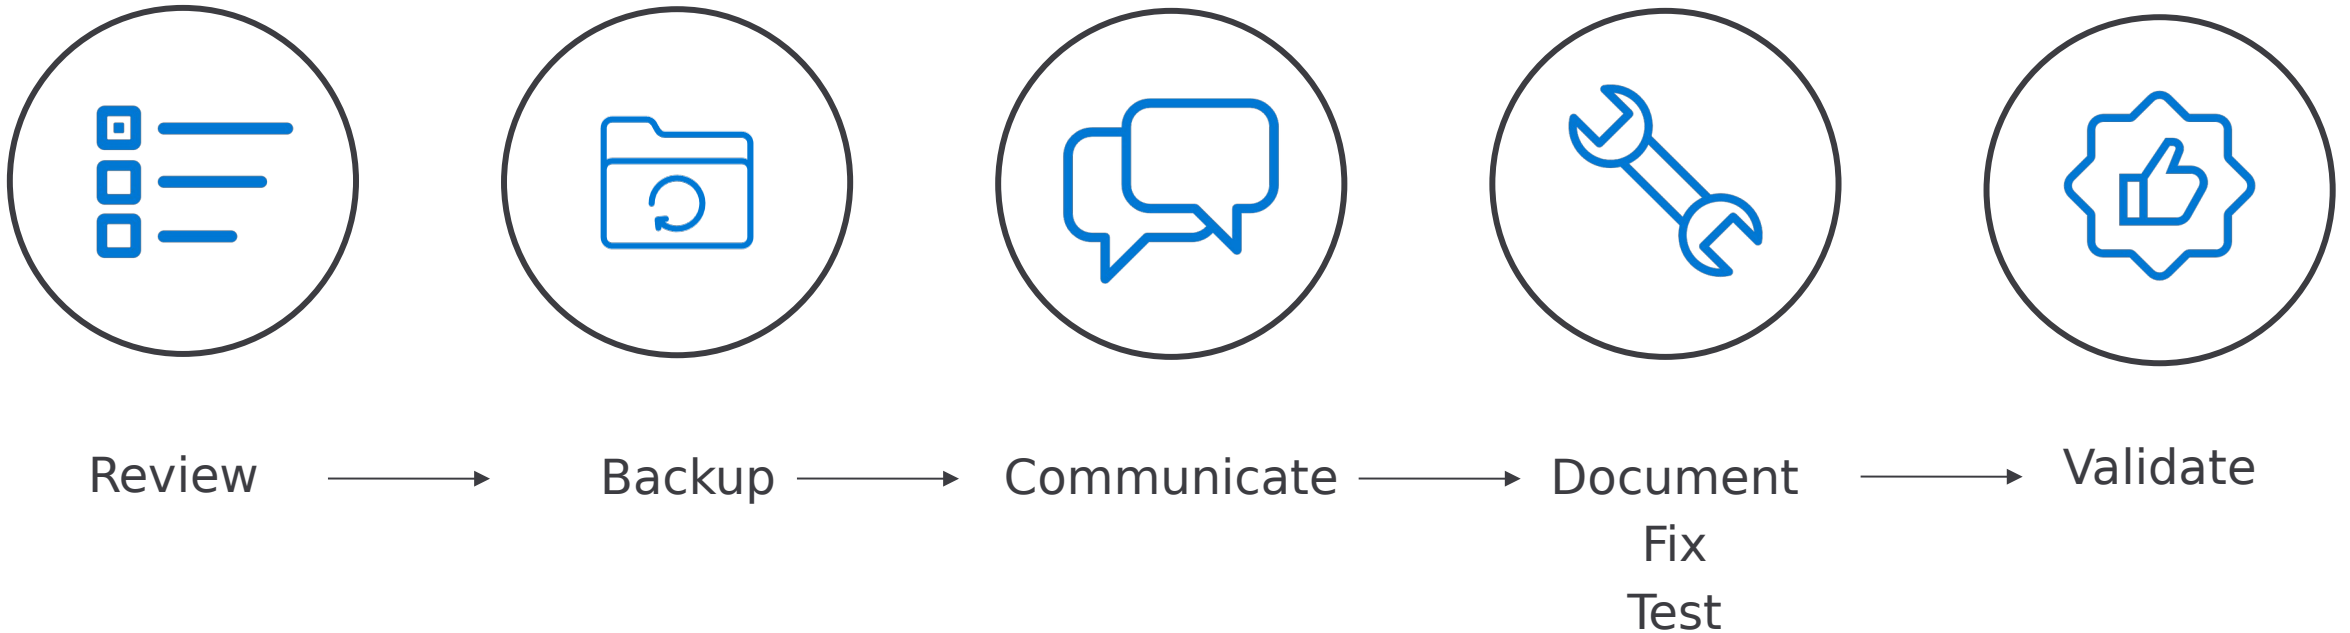 Review
Backup
Communicate
Document
Fix
Test
Validate